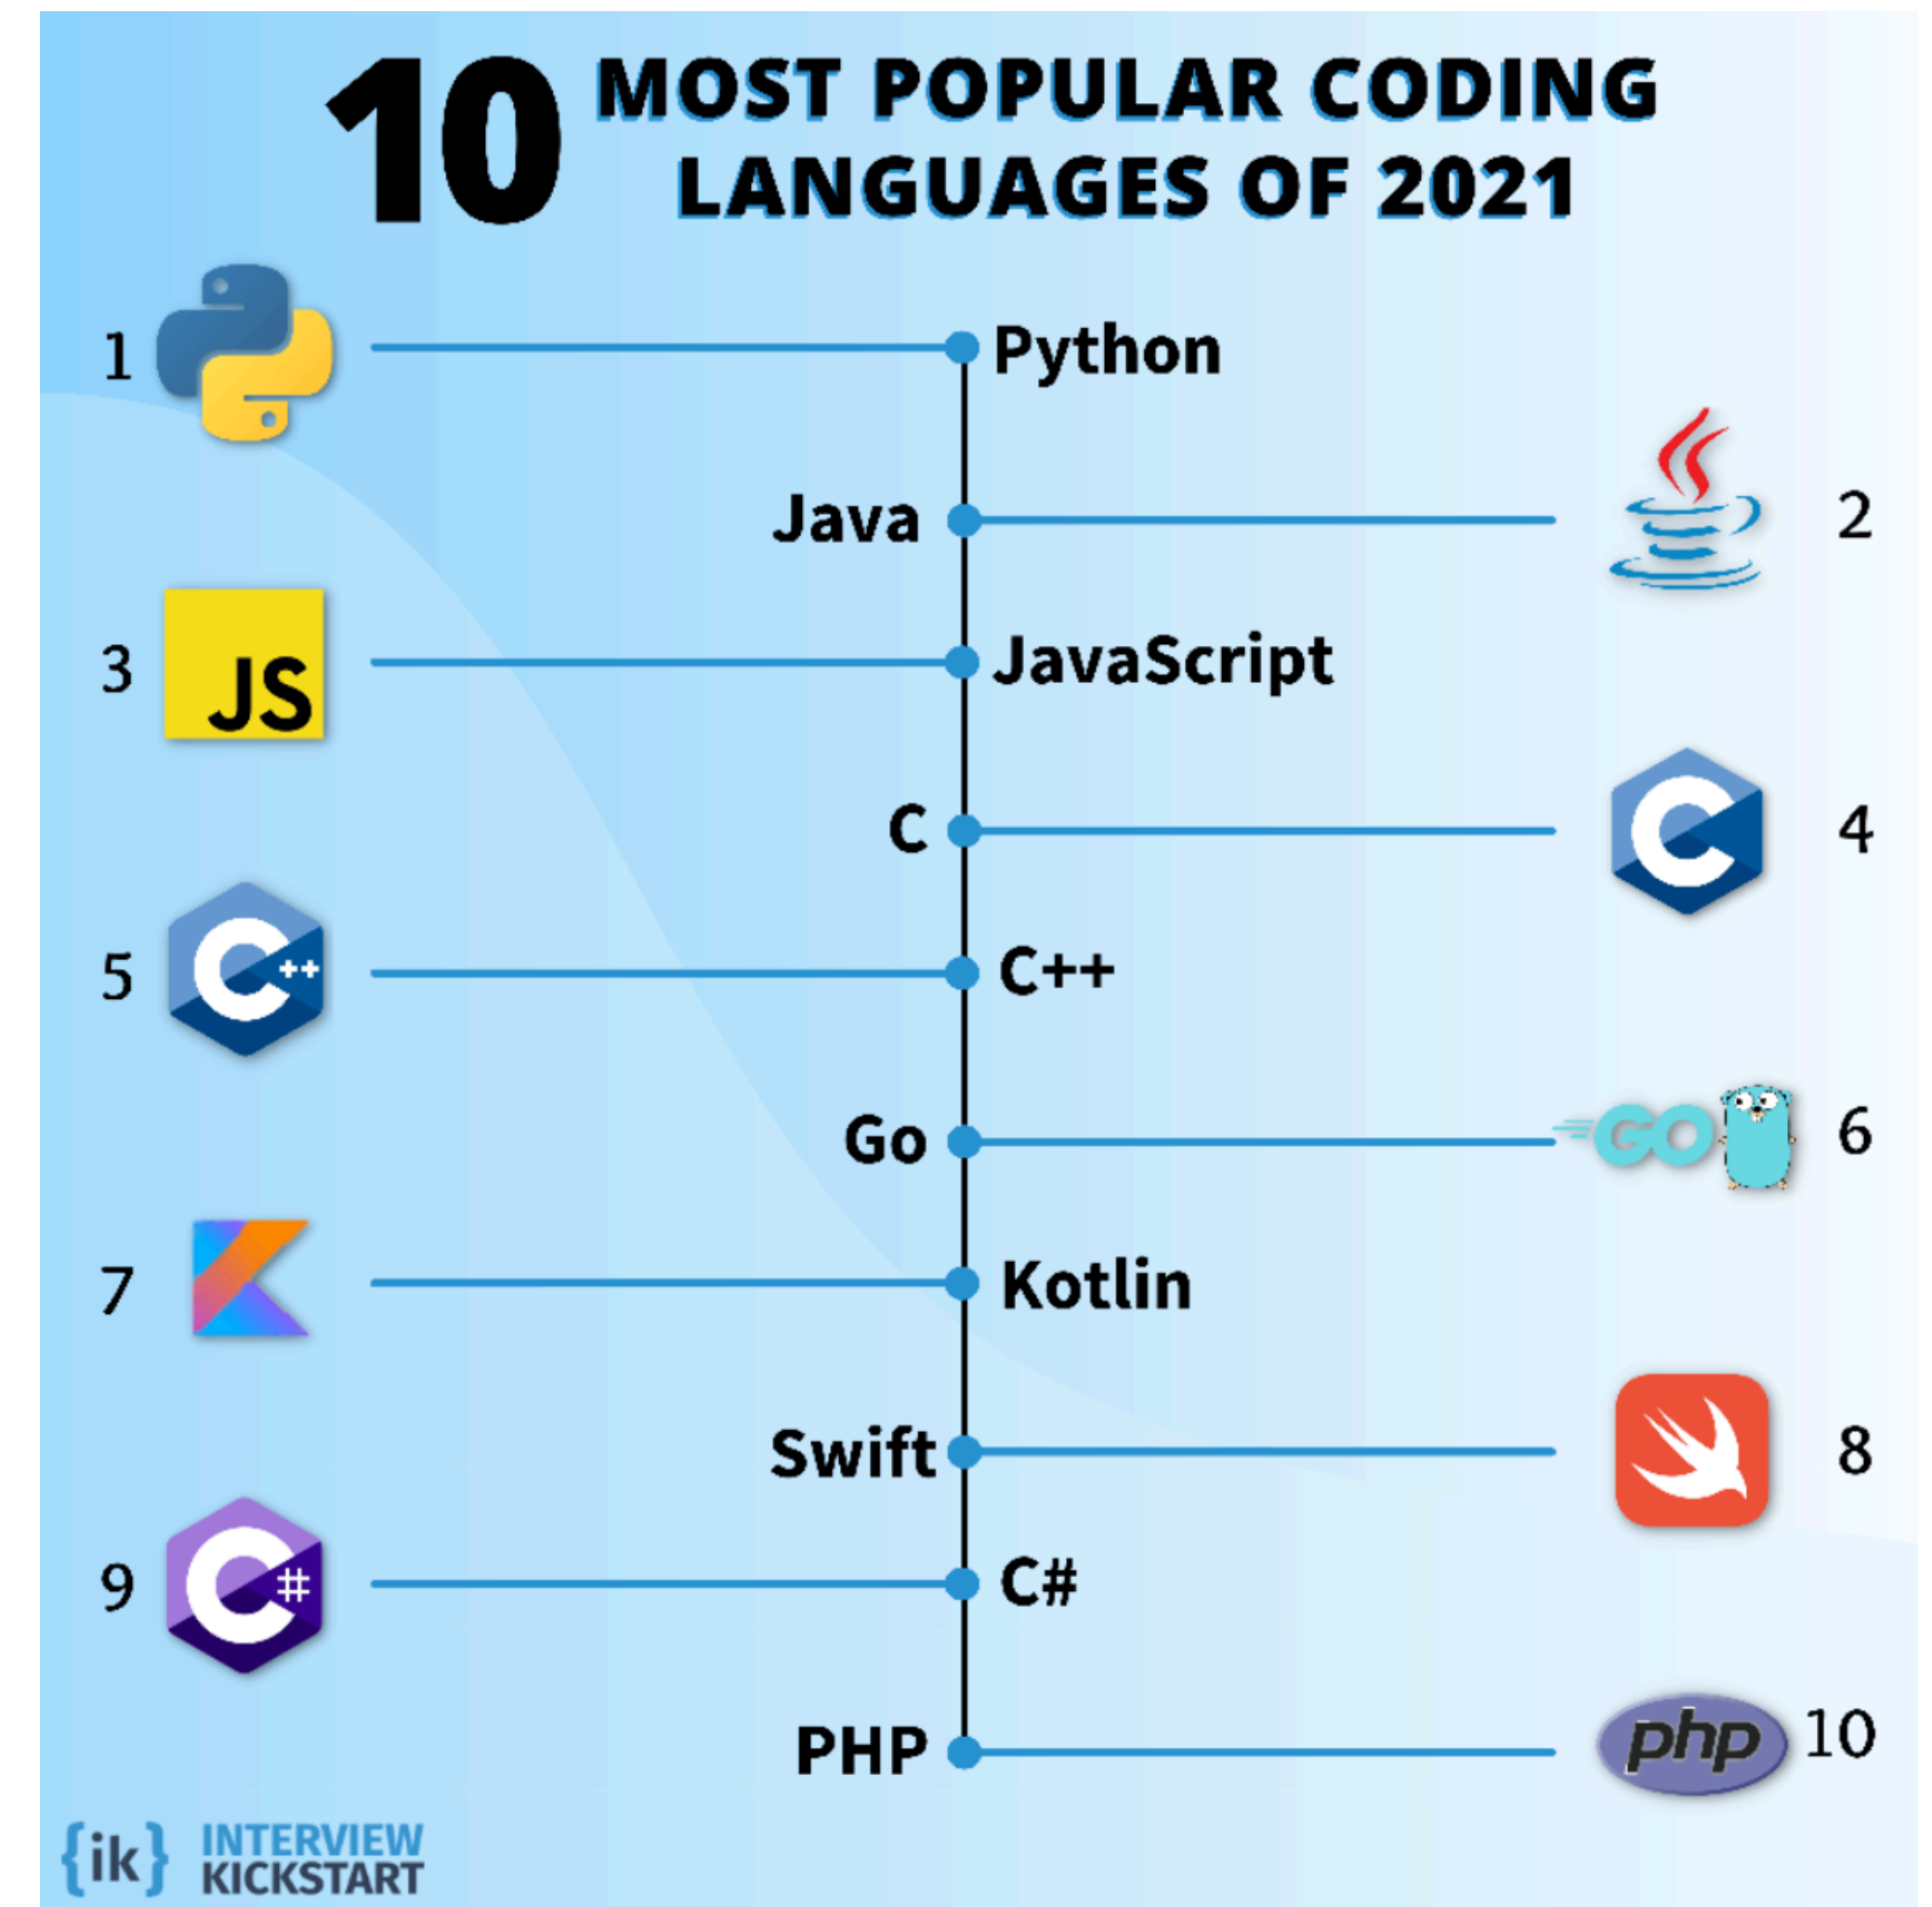 10 MOST POPULAR CODING
LANGUAGES OF 2021
1 Python
Java 2
3 JS JavaScript
C C 4
5 C++ C++
Go GO 6
7 Kotlin
Swift 8
9 C# C#
PHP php 10
{ik} INTERVIEW
KICKSTART